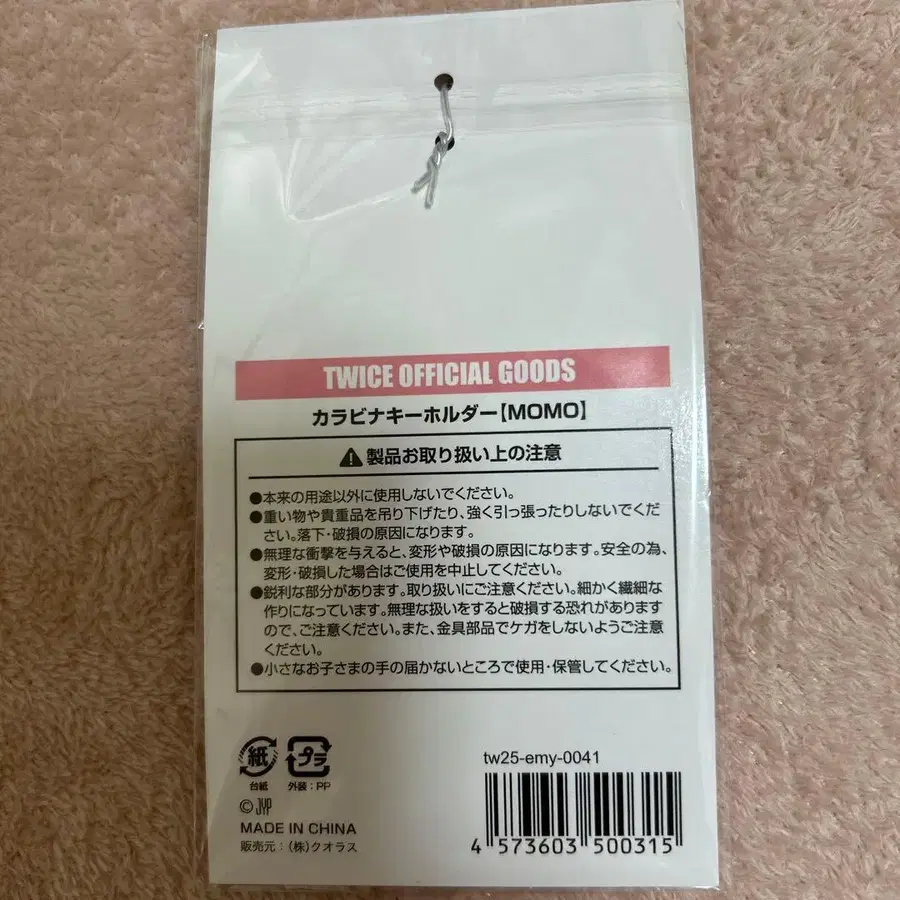 TWICE OFFICIAL GOODS
カラビナキーホルダー【MOMO】
製品お取り扱い上の注意
●本来の用途以外に使用しないでください。
●重い物や貴重品を吊り下げたり、強く引っ張ったりしないでくだ
さい。落下・破損の原因になります。
●無理な衝撃を与えると、変形や破損の原因になります。安全の為、
変形・破損した場合はご使用を中止してください。
●鋭利な部分があります。取り扱いにご注意ください。細かく繊細な
作りになっています。無理な扱いをすると破損する恐れがあります
ので、ご注意ください。また、金具部品でケガをしないようご注意
ください。
●小さなお子さまの手の届かないところで使用・保管してください。
紙 プラ
台紙 外装：PP
© JYP
MADE IN CHINA
販売元：(株)クオラス
tw25-emy-0041
4 573603 500315